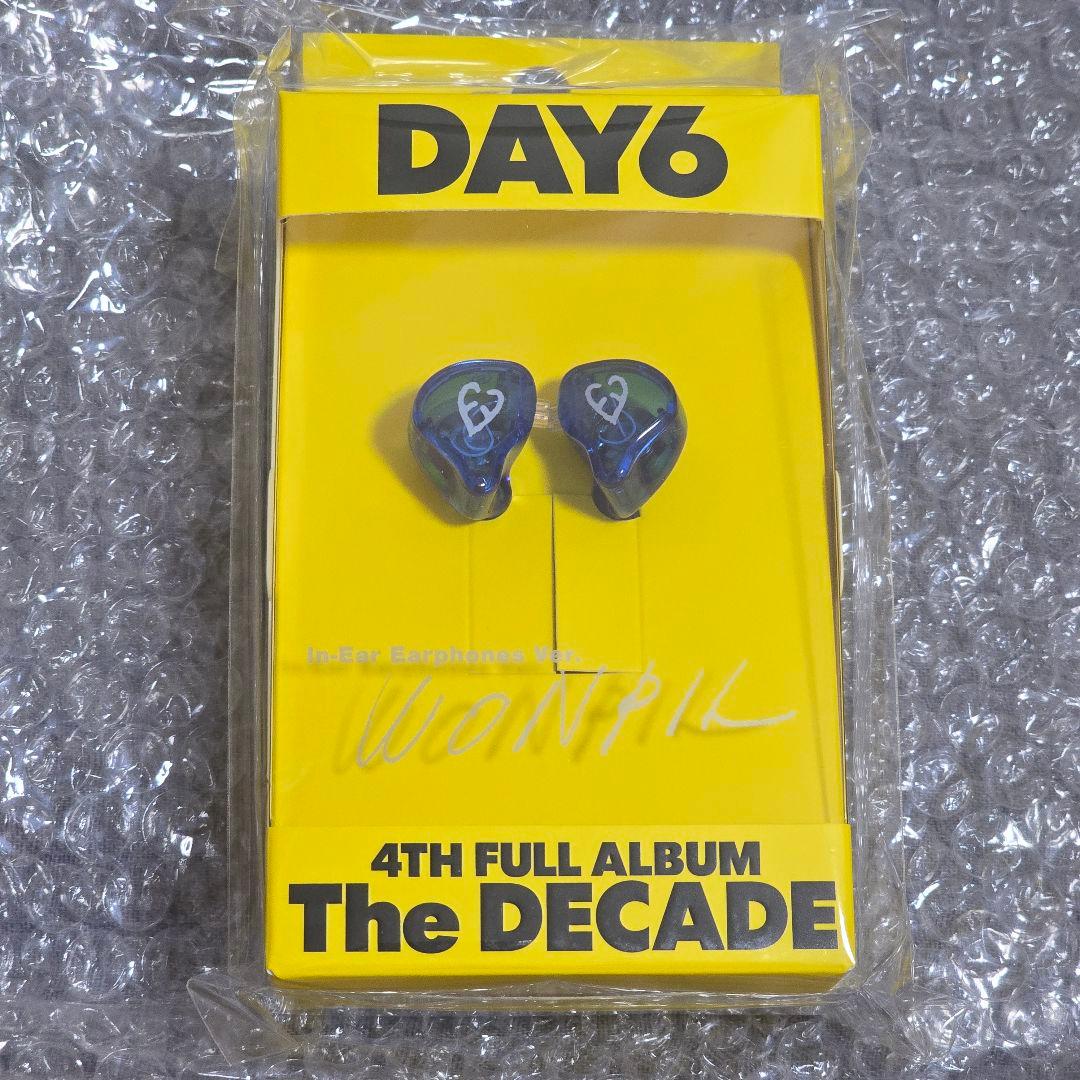 DAY6
In-Ear Earphones Ver.
WONPIL
4TH FULL ALBUM
The DECADE